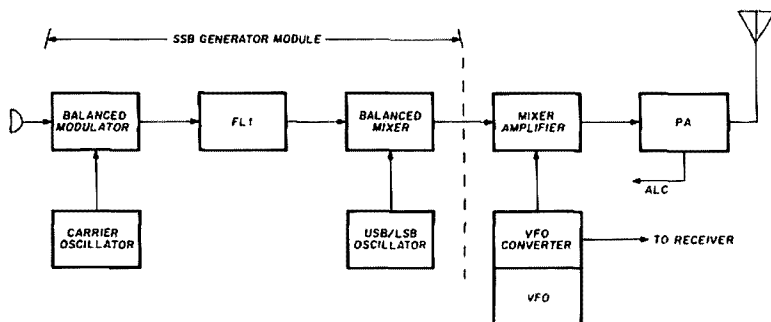 SSB GENERATOR MODULE
BALANCED
MODULATOR
FL1
BALANCED
MIXER
MIXER
AMPLIFIER
PA
ALC
CARRIER
OSCILLATOR
USB/LSB
OSCILLATOR
VFO
CONVERTER
TO RECEIVER
VFO